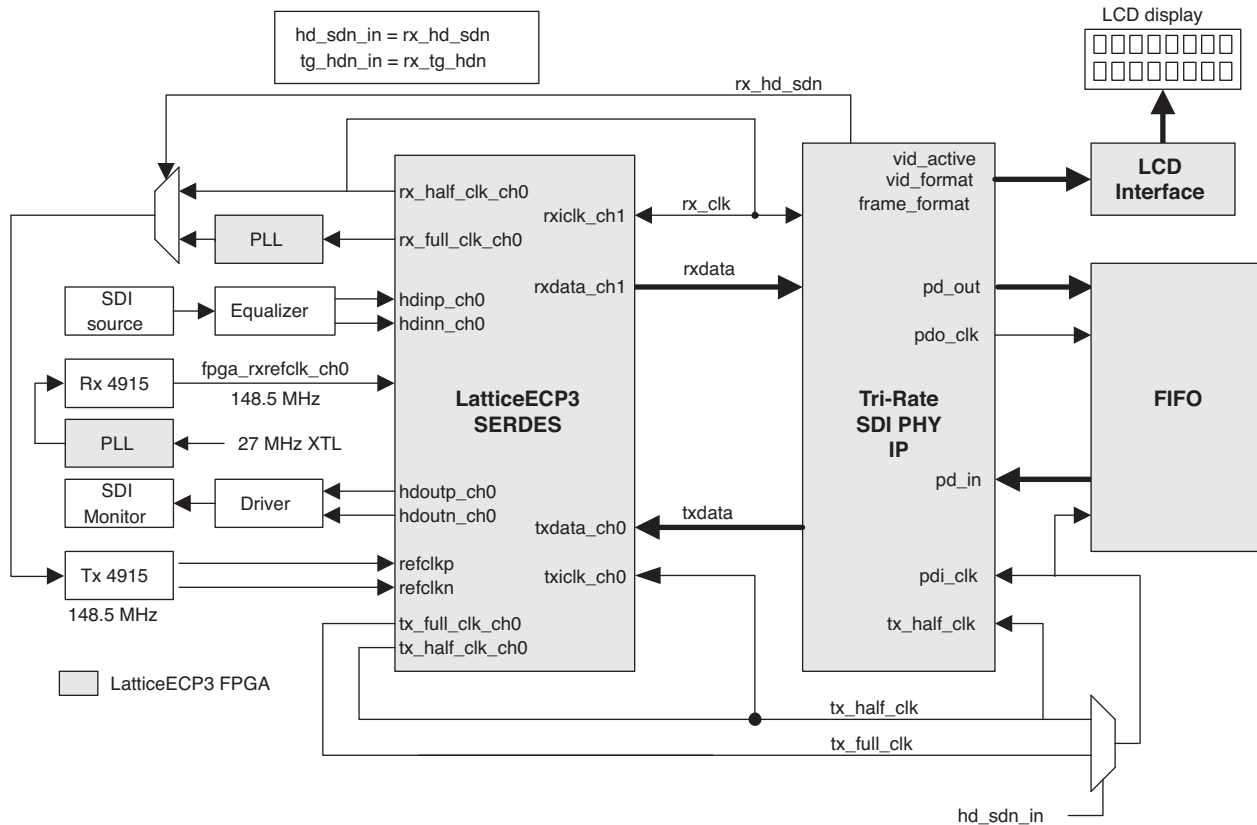 LCD display
hd_sdn_in = rx_hd_sdn
tg_hdn_in = rx_tg_hdn
rx_hd_sdn
vid_active
vid_format
frame_format
LCD
Interface
rx_half_clk_ch0
rxiclk_ch1
rx_clk
PLL
rx_full_clk_ch0
rxdata_ch1
rxdata
pd_out
SDI
source
Equalizer
hdinp_ch0
hdinn_ch0
pdo_clk
Rx 4915
fpga_rxrefclk_ch0
148.5 MHz
LatticeECP3
SERDES
Tri-Rate
SDI PHY
IP
FIFO
PLL
27 MHz XTL
SDI
Monitor
Driver
hdoutp_ch0
hdoutn_ch0
pd_in
txdata_ch0
txdata
Tx 4915
148.5 MHz
refclkp
refclkn
txiclk_ch0
pdi_clk
tx_full_clk_ch0
tx_half_clk_ch0
tx_half_clk
LatticeECP3 FPGA
tx_half_clk
tx_full_clk
hd_sdn_in